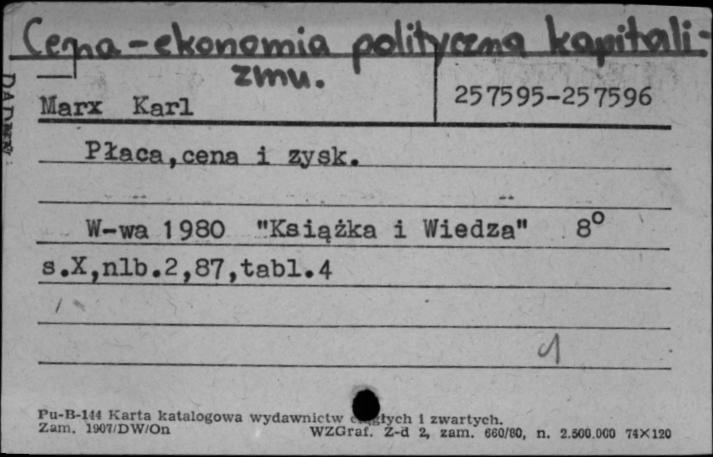 Cena-ekonomia polityczna kapitali-
zmu.
Marx Karl
257595-257596
Płaca,cena i zysk.
W-wa 1980 "Książka i Wiedza" 8°
s.X,nlb.2,87,tabl.4
Pu-B-144 Karta katalogowa wydawnictw ciągłych i zwartych.
Zam. 1907/DW/On WZGraf. Z-d 2, zam. 660/80, n. 2.500.000 74×120